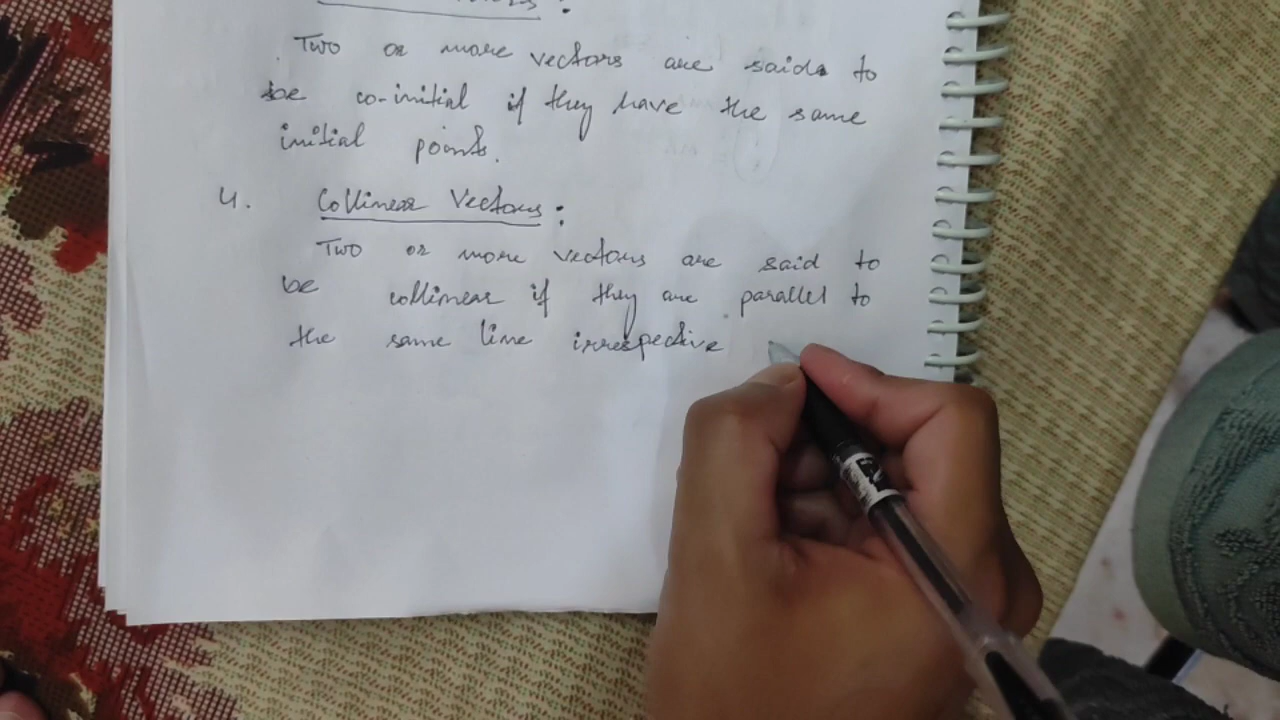 Two or more vectors are said to
be co-initial if they have the same
initial points.
4. Collinear Vectors :
Two or more vectors are said to
be collinear if they are parallel to
the same line irrespective